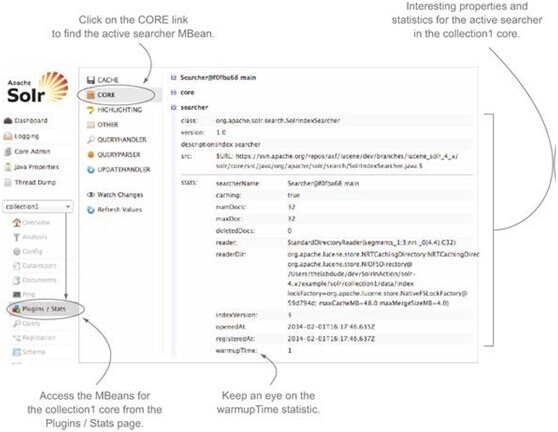 Click on the CORE link
to find the active searcher MBean.
Interesting properties and
statistics for the active searcher
in the collection1 core.
Apache
Solr
Dashboard
Logging
Core Admin
Java Properties
Thread Dump
collection1
Overview
Analysis
Config
Dataimport
Documents
Ping
Plugins / Stats
Query
Replication
Schema
CACHE
CORE
HIGHLIGHTING
OTHER
QUERYHANDLER
QUERYPARSER
UPDATEHANDLER
Watch Changes
Refresh Values
Searcher@f0fba68 main
core
searcher
class: org.apache.solr.search.SolrIndexSearcher
version: 1.0
description:index searcher
src: $URL: https://svn.apache.org/repos/asf/lucene/dev/branches/lucene_solr_4_x/
solr/core/src/java/org/apache/solr/search/SolrIndexSearcher.java $
stats: searcherName: Searcher@f0fba68 main
caching: true
numDocs: 32
maxDoc: 32
deletedDocs: 0
reader: StandardDirectoryReader(segments_1:3:nrt _0(4.4):C32)
readerDir: org.apache.lucene.store.NRTCachingDirectory:NRTCachingDirect
org.apache.lucene.store.NIOFSDirectory@
/Users/thelabdude/dev/SolrInAction/solr-
4.x/example/solr/collection1/data/index
lockFactory=org.apache.lucene.store.NativeFSLockFactory@
59d794d; maxCacheMB=48.0 maxMergeSizeMB=4.0)
indexVersion: 3
openedAt: 2014-02-01T16:17:46.635Z
registeredAt: 2014-02-01T16:17:46.637Z
warmupTime: 1
Access the MBeans for
the collection1 core from the
Plugins / Stats page.
Keep an eye on the
warmupTime statistic.